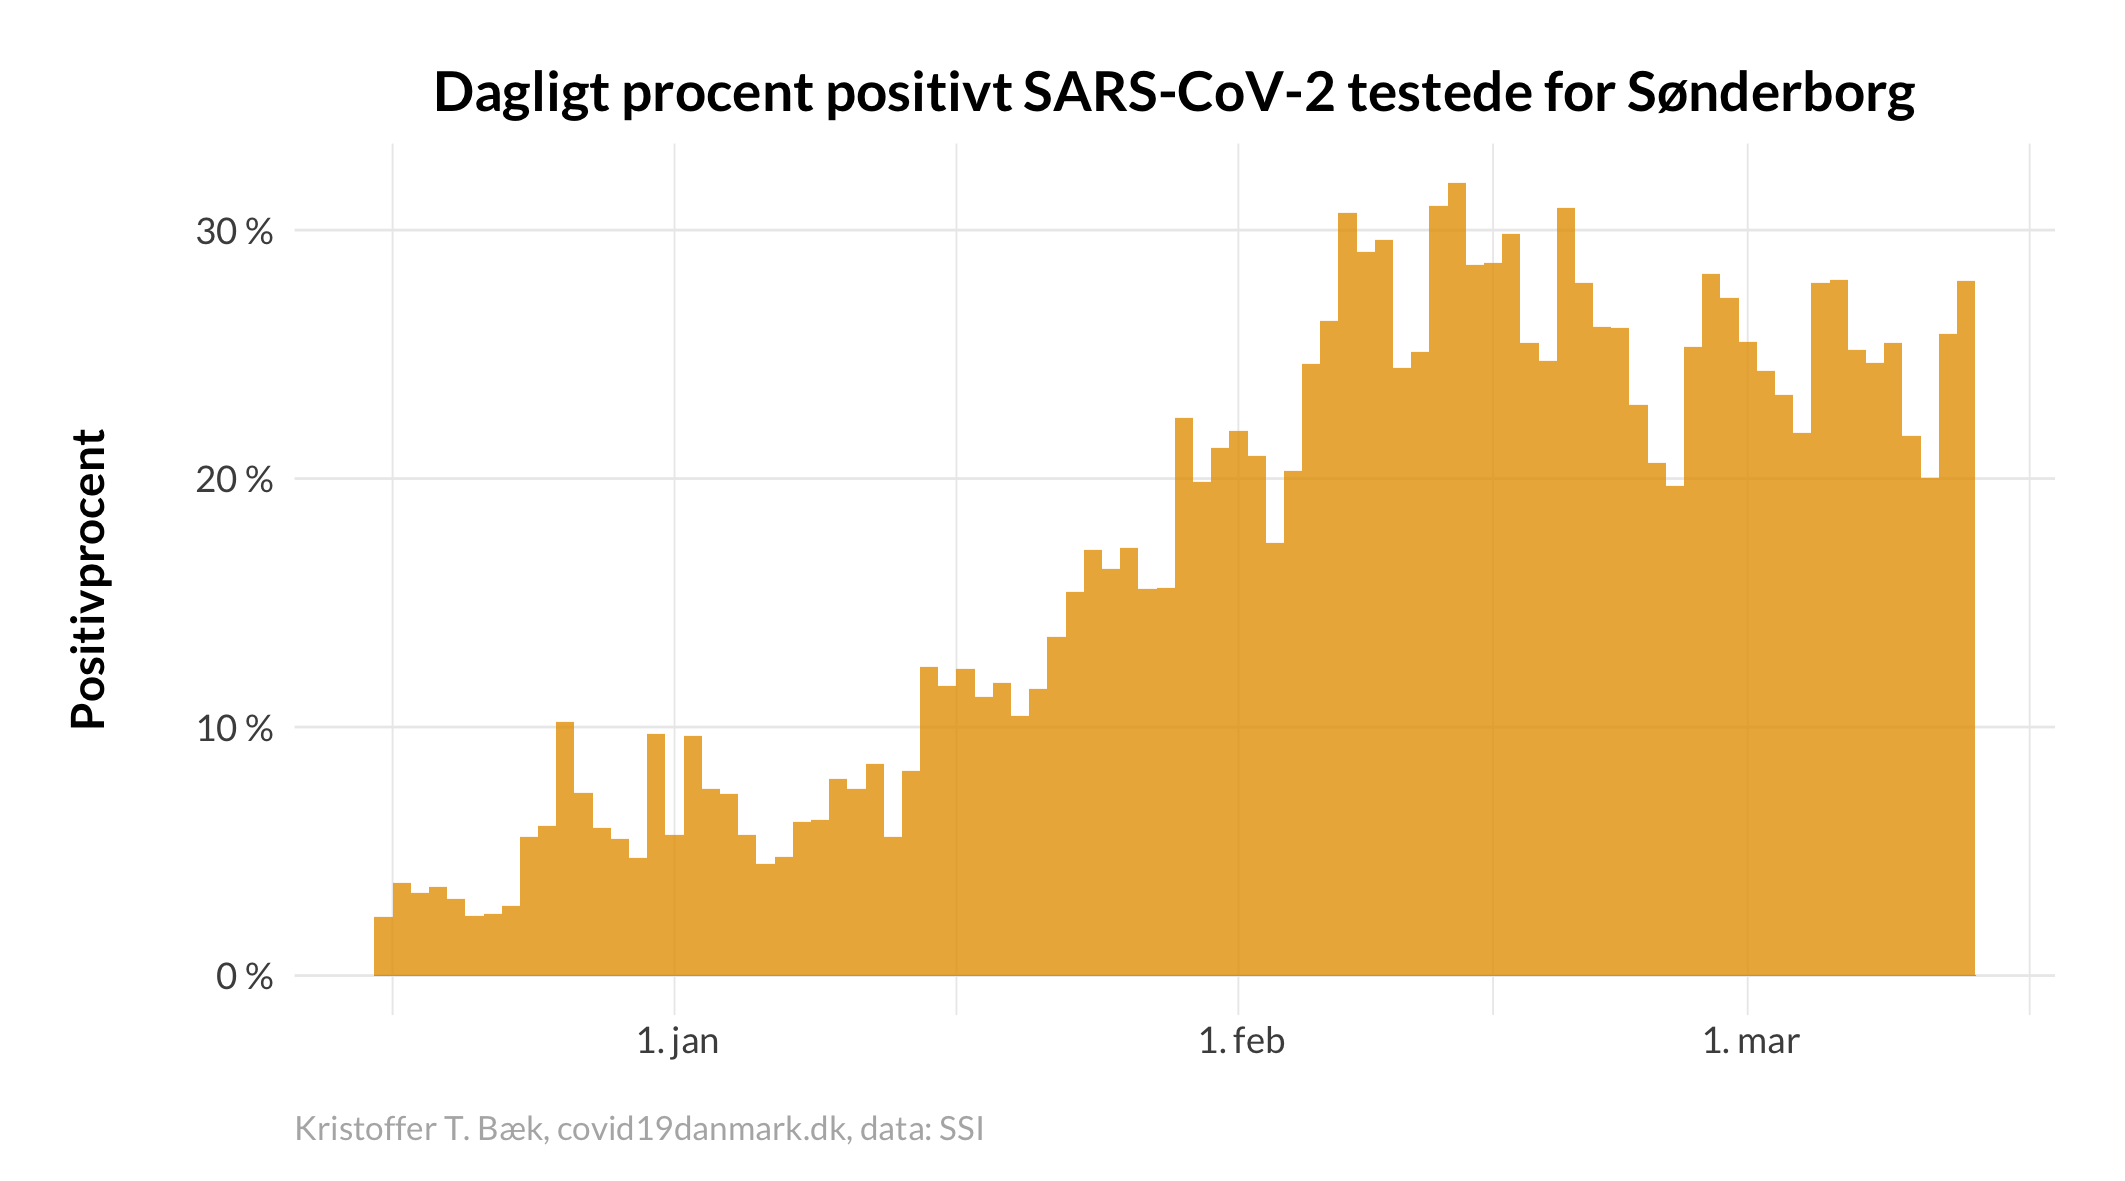 Dagligt procent positivt SARS-CoV-2 testede for Sønderborg
Positivprocent
30 %
20 %
10 %
0 %
1. jan
1. feb
1. mar
Kristoffer T. Bæk, covid19danmark.dk, data: SSI